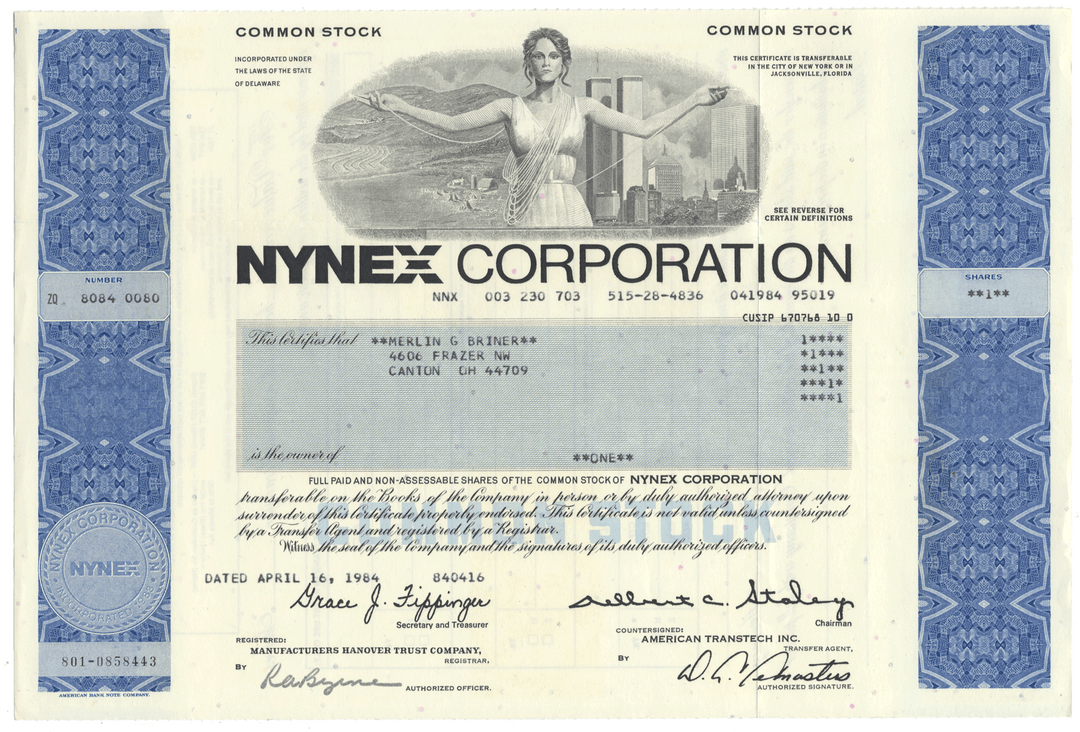 COMMON STOCK
COMMON STOCK
INCORPORATED UNDER
THE LAWS OF THE STATE
OF DELAWARE
THIS CERTIFICATE IS TRANSFERABLE
IN THE CITY OF NEW YORK OR IN
JACKSONVILLE, FLORIDA
SEE REVERSE FOR
CERTAIN DEFINITIONS
NYNEX CORPORATION
NUMBER
ZQ 8084 0080
SHARES
**1**
NNX 003 230 703 515-28-4836 041984 95019
CUSIP 670768 10 0
This Certifies that **MERLIN G BRINER**
4606 FRAZER NW
CANTON OH 44709
1****
*1***
**1**
***1*
****1
is the owner of **ONE**
FULL PAID AND NON-ASSESSABLE SHARES OF THE COMMON STOCK OF NYNEX CORPORATION
transferable on the Books of the Company in person or by duly authorized attorney upon
surrender of this certificate properly endorsed. This certificate is not valid unless countersigned
by a Transfer Agent and registered by a Registrar.
Witness the seal of the Company and the signatures of its duly authorized officers.
STOCK
DATED APRIL 16, 1984 840416
Grace J. Fippinger
Secretary and Treasurer
Delbert C. Staley
Chairman
REGISTERED:
MANUFACTURERS HANOVER TRUST COMPANY,
REGISTRAR,
BY
AUTHORIZED OFFICER.
COUNTERSIGNED:
AMERICAN TRANSTECH INC.
TRANSFER AGENT,
BY
AUTHORIZED SIGNATURE.
NYNEX CORPORATION
NYNEX
INCORPORATED 1983
801-0858443
AMERICAN BANK NOTE COMPANY.